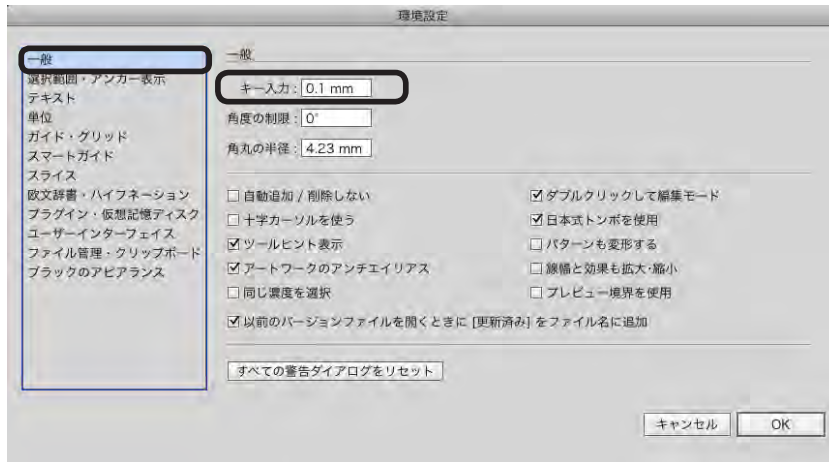 環境設定
一般
選択範囲・アンカー表示
テキスト
単位
ガイド・グリッド
スマートガイド
スライス
欧文辞書・ハイフネーション
プラグイン・仮想記憶ディスク
ユーザーインターフェイス
ファイル管理・クリップボード
ブラックのアピアランス
一般
キー入力：0.1 mm
角度の制限：0°
角丸の半径：4.23 mm
自動追加 / 削除しない
十字カーソルを使う
ツールヒント表示
アートワークのアンチエイリアス
同じ濃度を選択
ダブルクリックして編集モード
日本式トンボを使用
パターンも変形する
線幅と効果も拡大・縮小
プレビュー境界を使用
以前のバージョンファイルを開くときに [更新済み] をファイル名に追加
すべての警告ダイアログをリセット
キャンセル OK